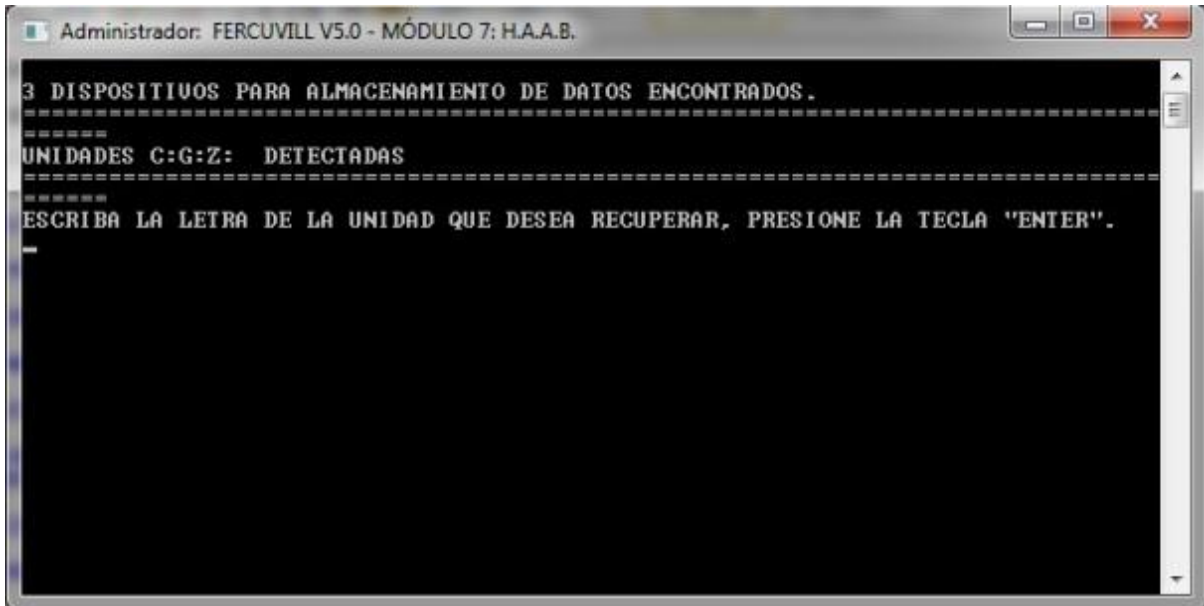 Administrador: FERCUVILL V5.0 - MÓDULO 7: H.A.A.B.
3 DISPOSITIVOS PARA ALMACENAMIENTO DE DATOS ENCONTRADOS.
===============================================================================
======
UNIDADES C:G:Z:  DETECTADAS
===============================================================================
======
ESCRIBA LA LETRA DE LA UNIDAD QUE DESEA RECUPERAR, PRESIONE LA TECLA "ENTER".